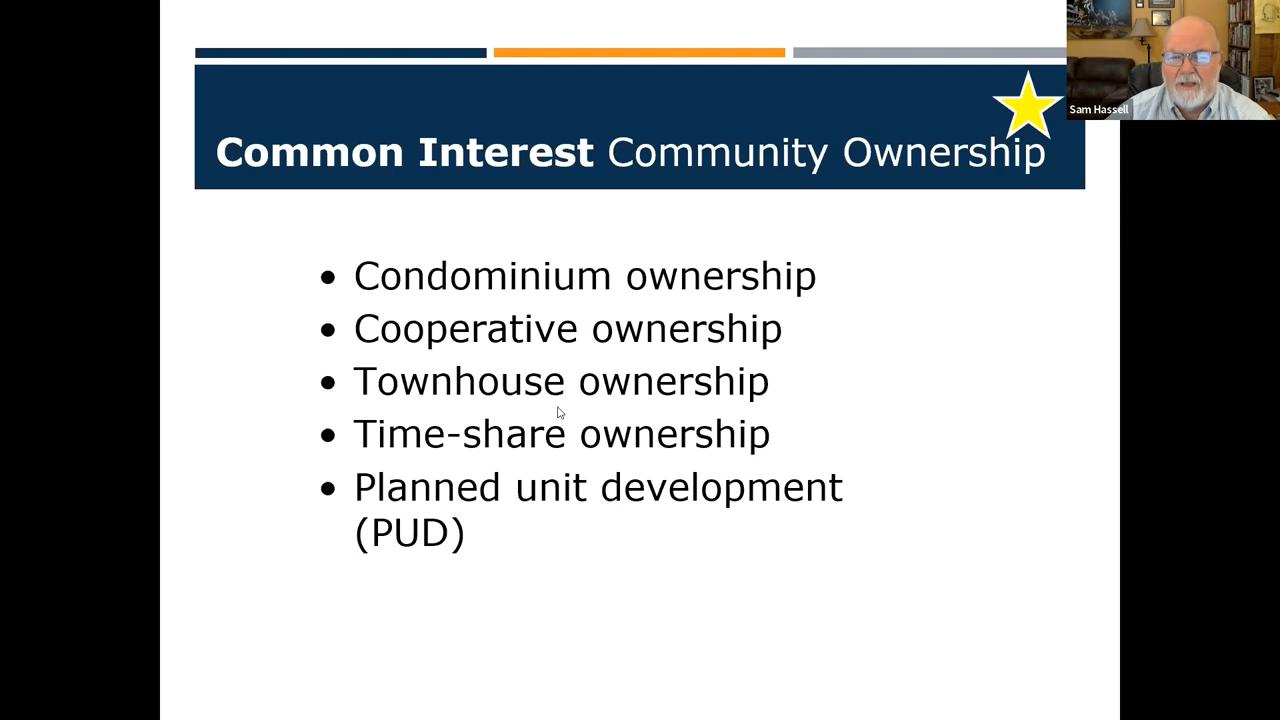 Sam Hassell
Common Interest Community Ownership
• Condominium ownership
• Cooperative ownership
• Townhouse ownership
• Time-share ownership
• Planned unit development
(PUD)